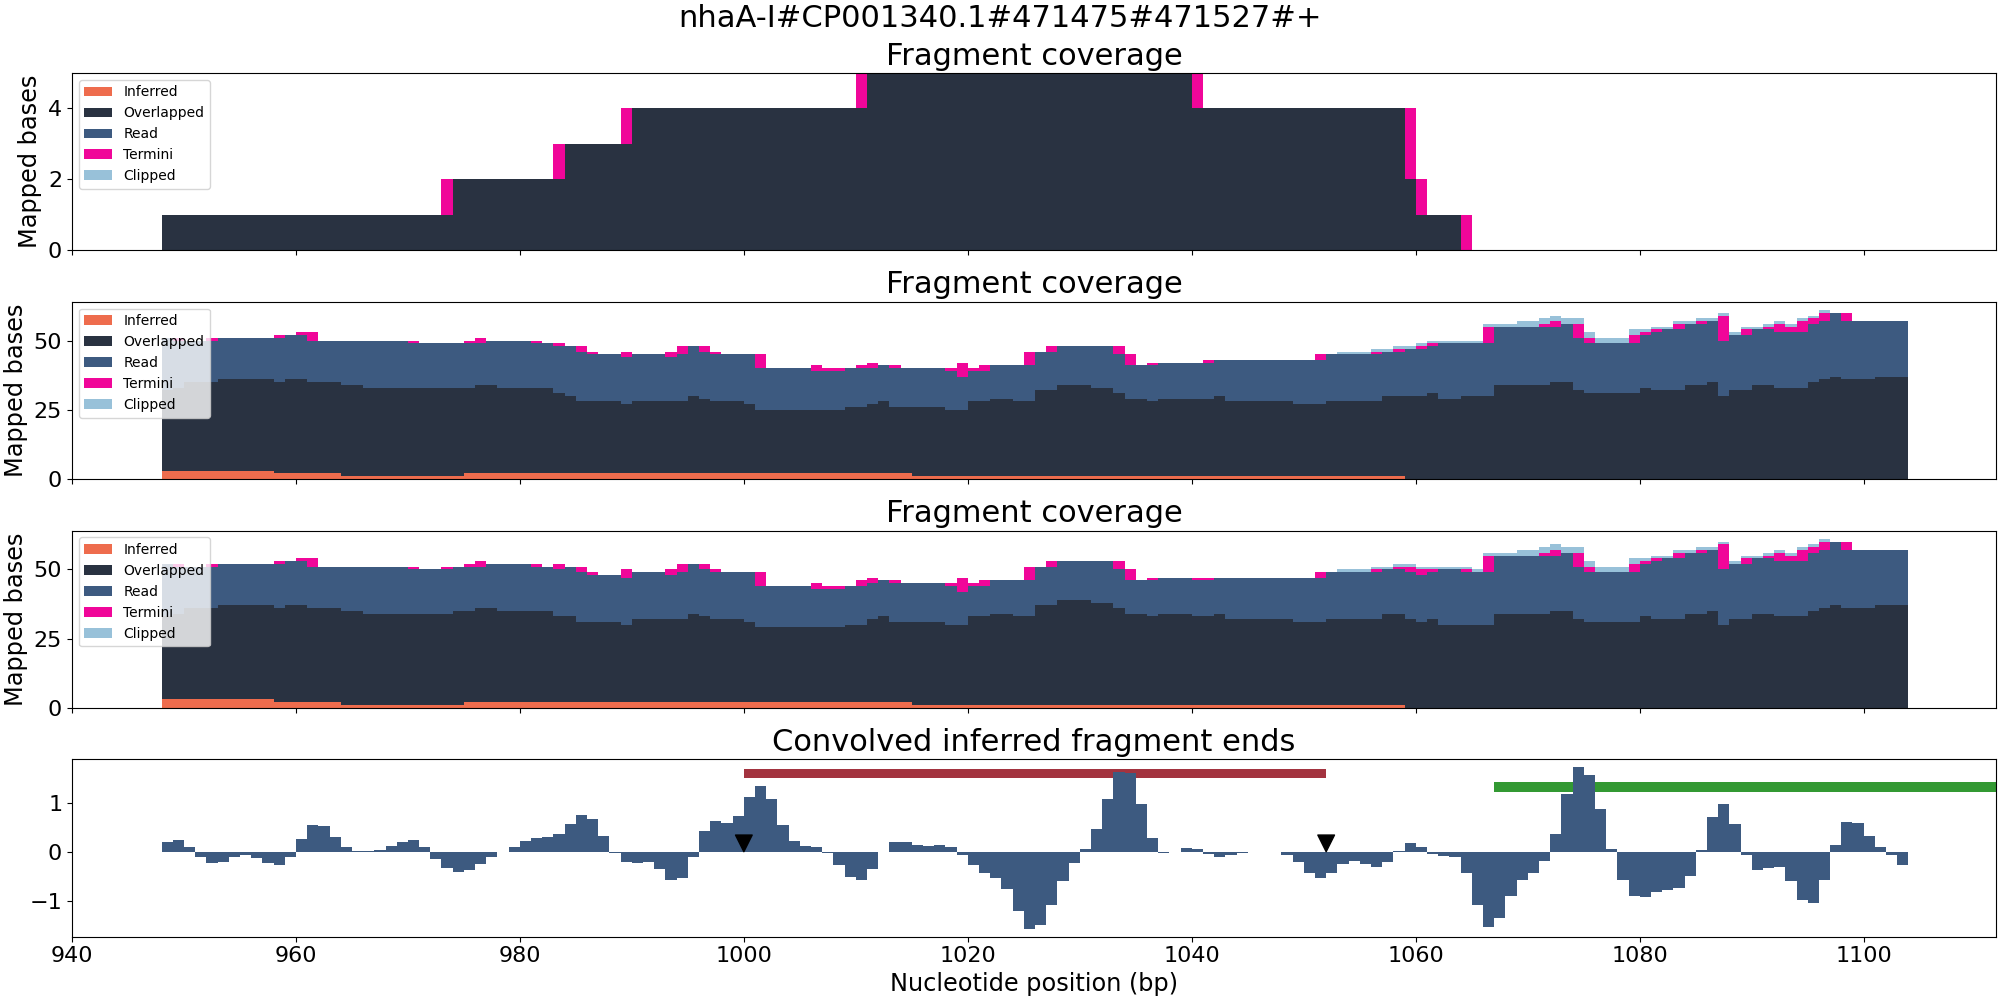 nhaA-I#CP001340.1#471475#471527#+
Fragment coverage
Mapped bases
4
2
0
Inferred
Overlapped
Read
Termini
Clipped
Fragment coverage
Mapped bases
50
25
0
Inferred
Overlapped
Read
Termini
Clipped
Fragment coverage
Mapped bases
50
25
0
Inferred
Overlapped
Read
Termini
Clipped
Convolved inferred fragment ends
1
0
−1
940 960 980 1000 1020 1040 1060 1080 1100
Nucleotide position (bp)